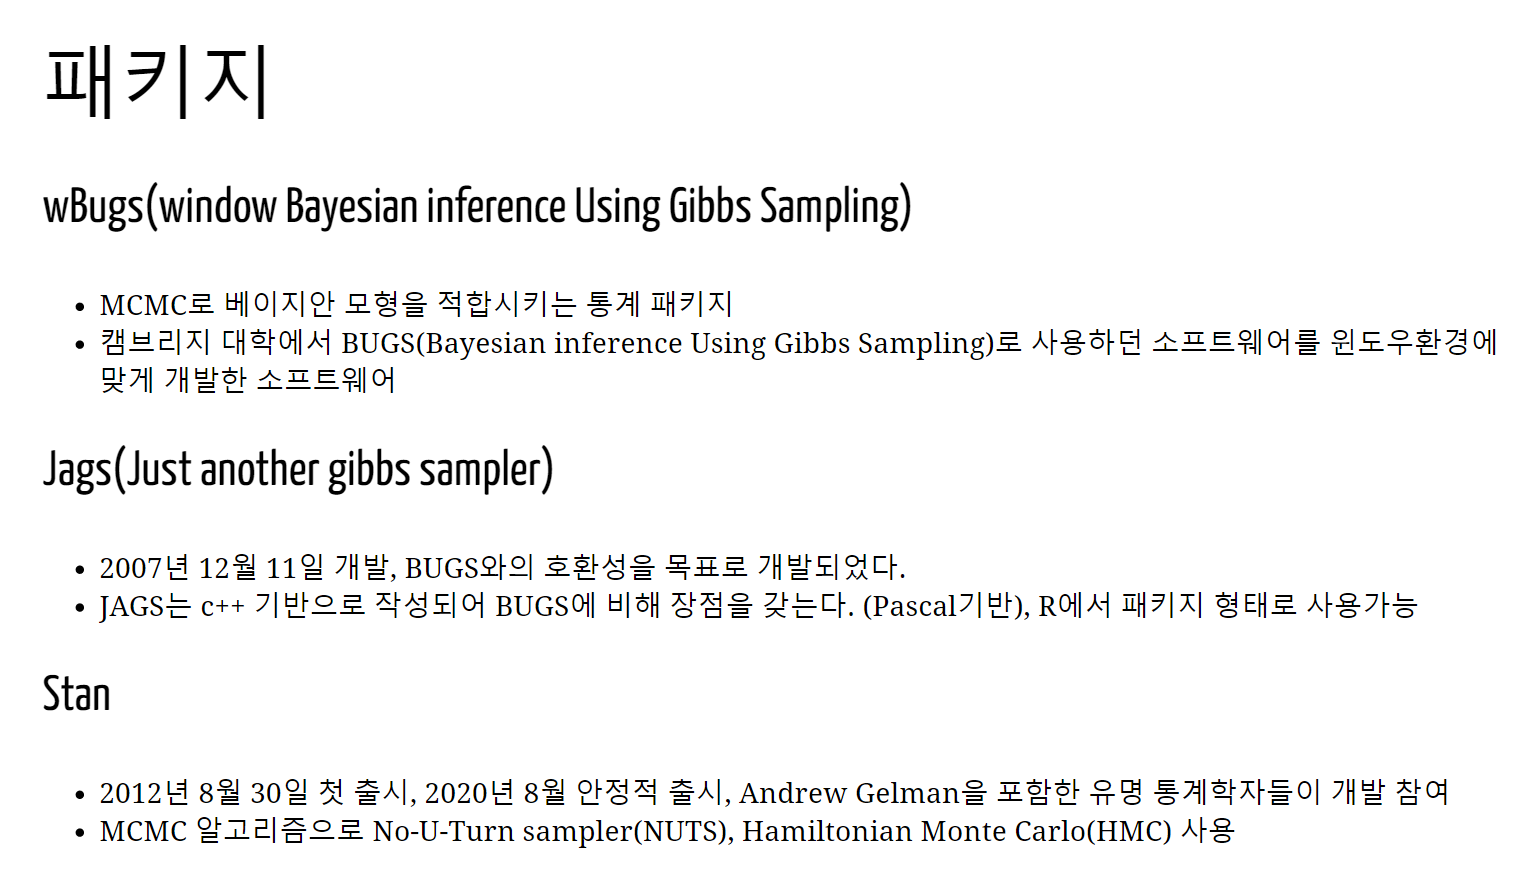 패키지
wBugs(window Bayesian inference Using Gibbs Sampling)
• MCMC로 베이지안 모형을 적합시키는 통계 패키지
• 캠브리지 대학에서 BUGS(Bayesian inference Using Gibbs Sampling)로 사용하던 소프트웨어를 윈도우환경에
맞게 개발한 소프트웨어
Jags(Just another gibbs sampler)
• 2007년 12월 11일 개발, BUGS와의 호환성을 목표로 개발되었다.
• JAGS는 c++ 기반으로 작성되어 BUGS에 비해 장점을 갖는다. (Pascal기반), R에서 패키지 형태로 사용가능
Stan
• 2012년 8월 30일 첫 출시, 2020년 8월 안정적 출시, Andrew Gelman을 포함한 유명 통계학자들이 개발 참여
• MCMC 알고리즘으로 No-U-Turn sampler(NUTS), Hamiltonian Monte Carlo(HMC) 사용